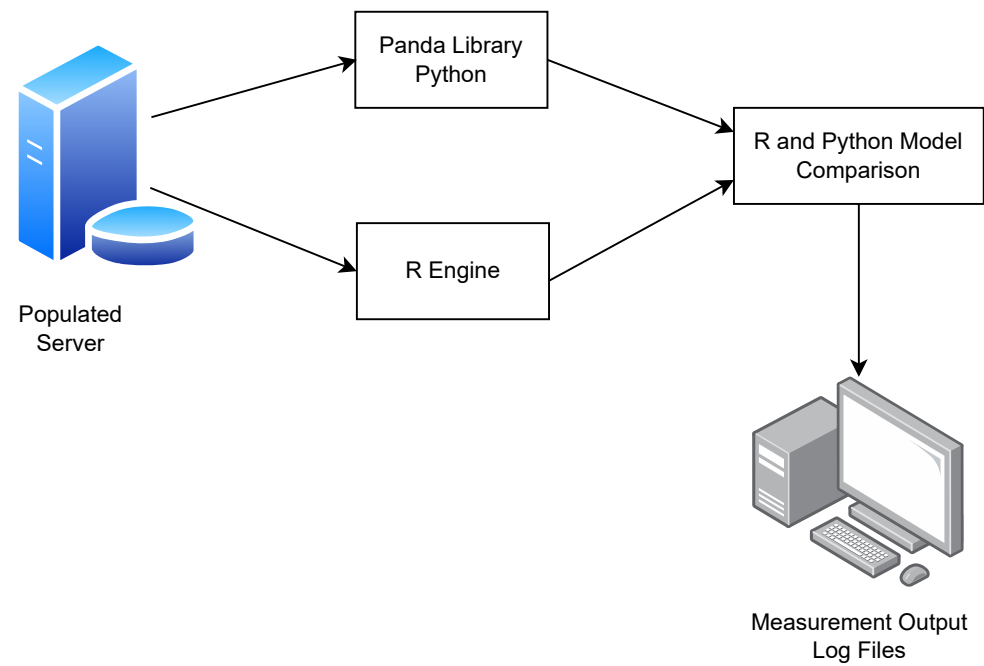 Panda Library
Python
R and Python Model
Comparison
R Engine
Populated
Server
Measurement Output
Log Files